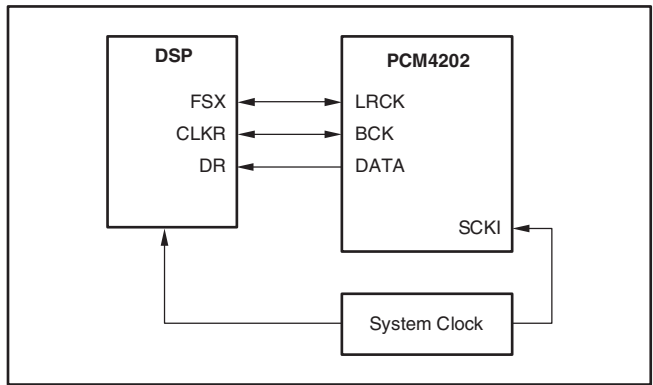 DSP
FSX
CLKR
DR
PCM4202
LRCK
BCK
DATA
SCKI
System Clock